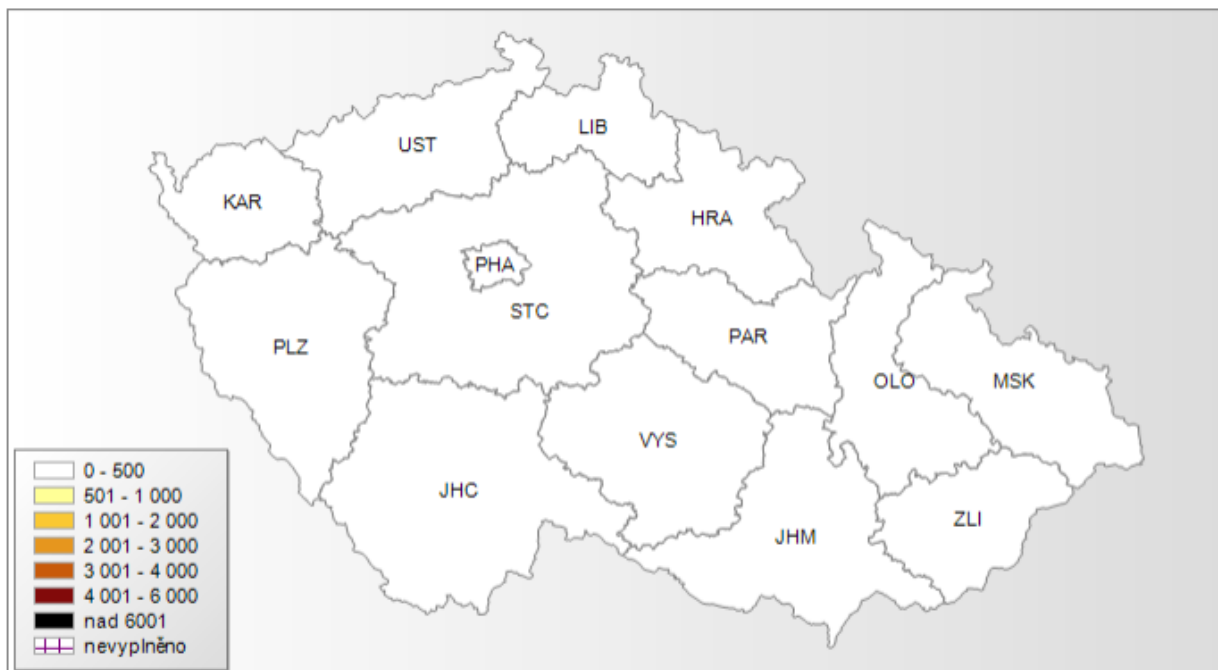 LIB
UST
KAR
HRA
PHA
STC
PAR
PLZ
OLO
MSK
VYS
JHC
ZLI
JHM
0 - 500
501 - 1 000
1 001 - 2 000
2 001 - 3 000
3 001 - 4 000
4 001 - 6 000
nad 6001
nevyplněno